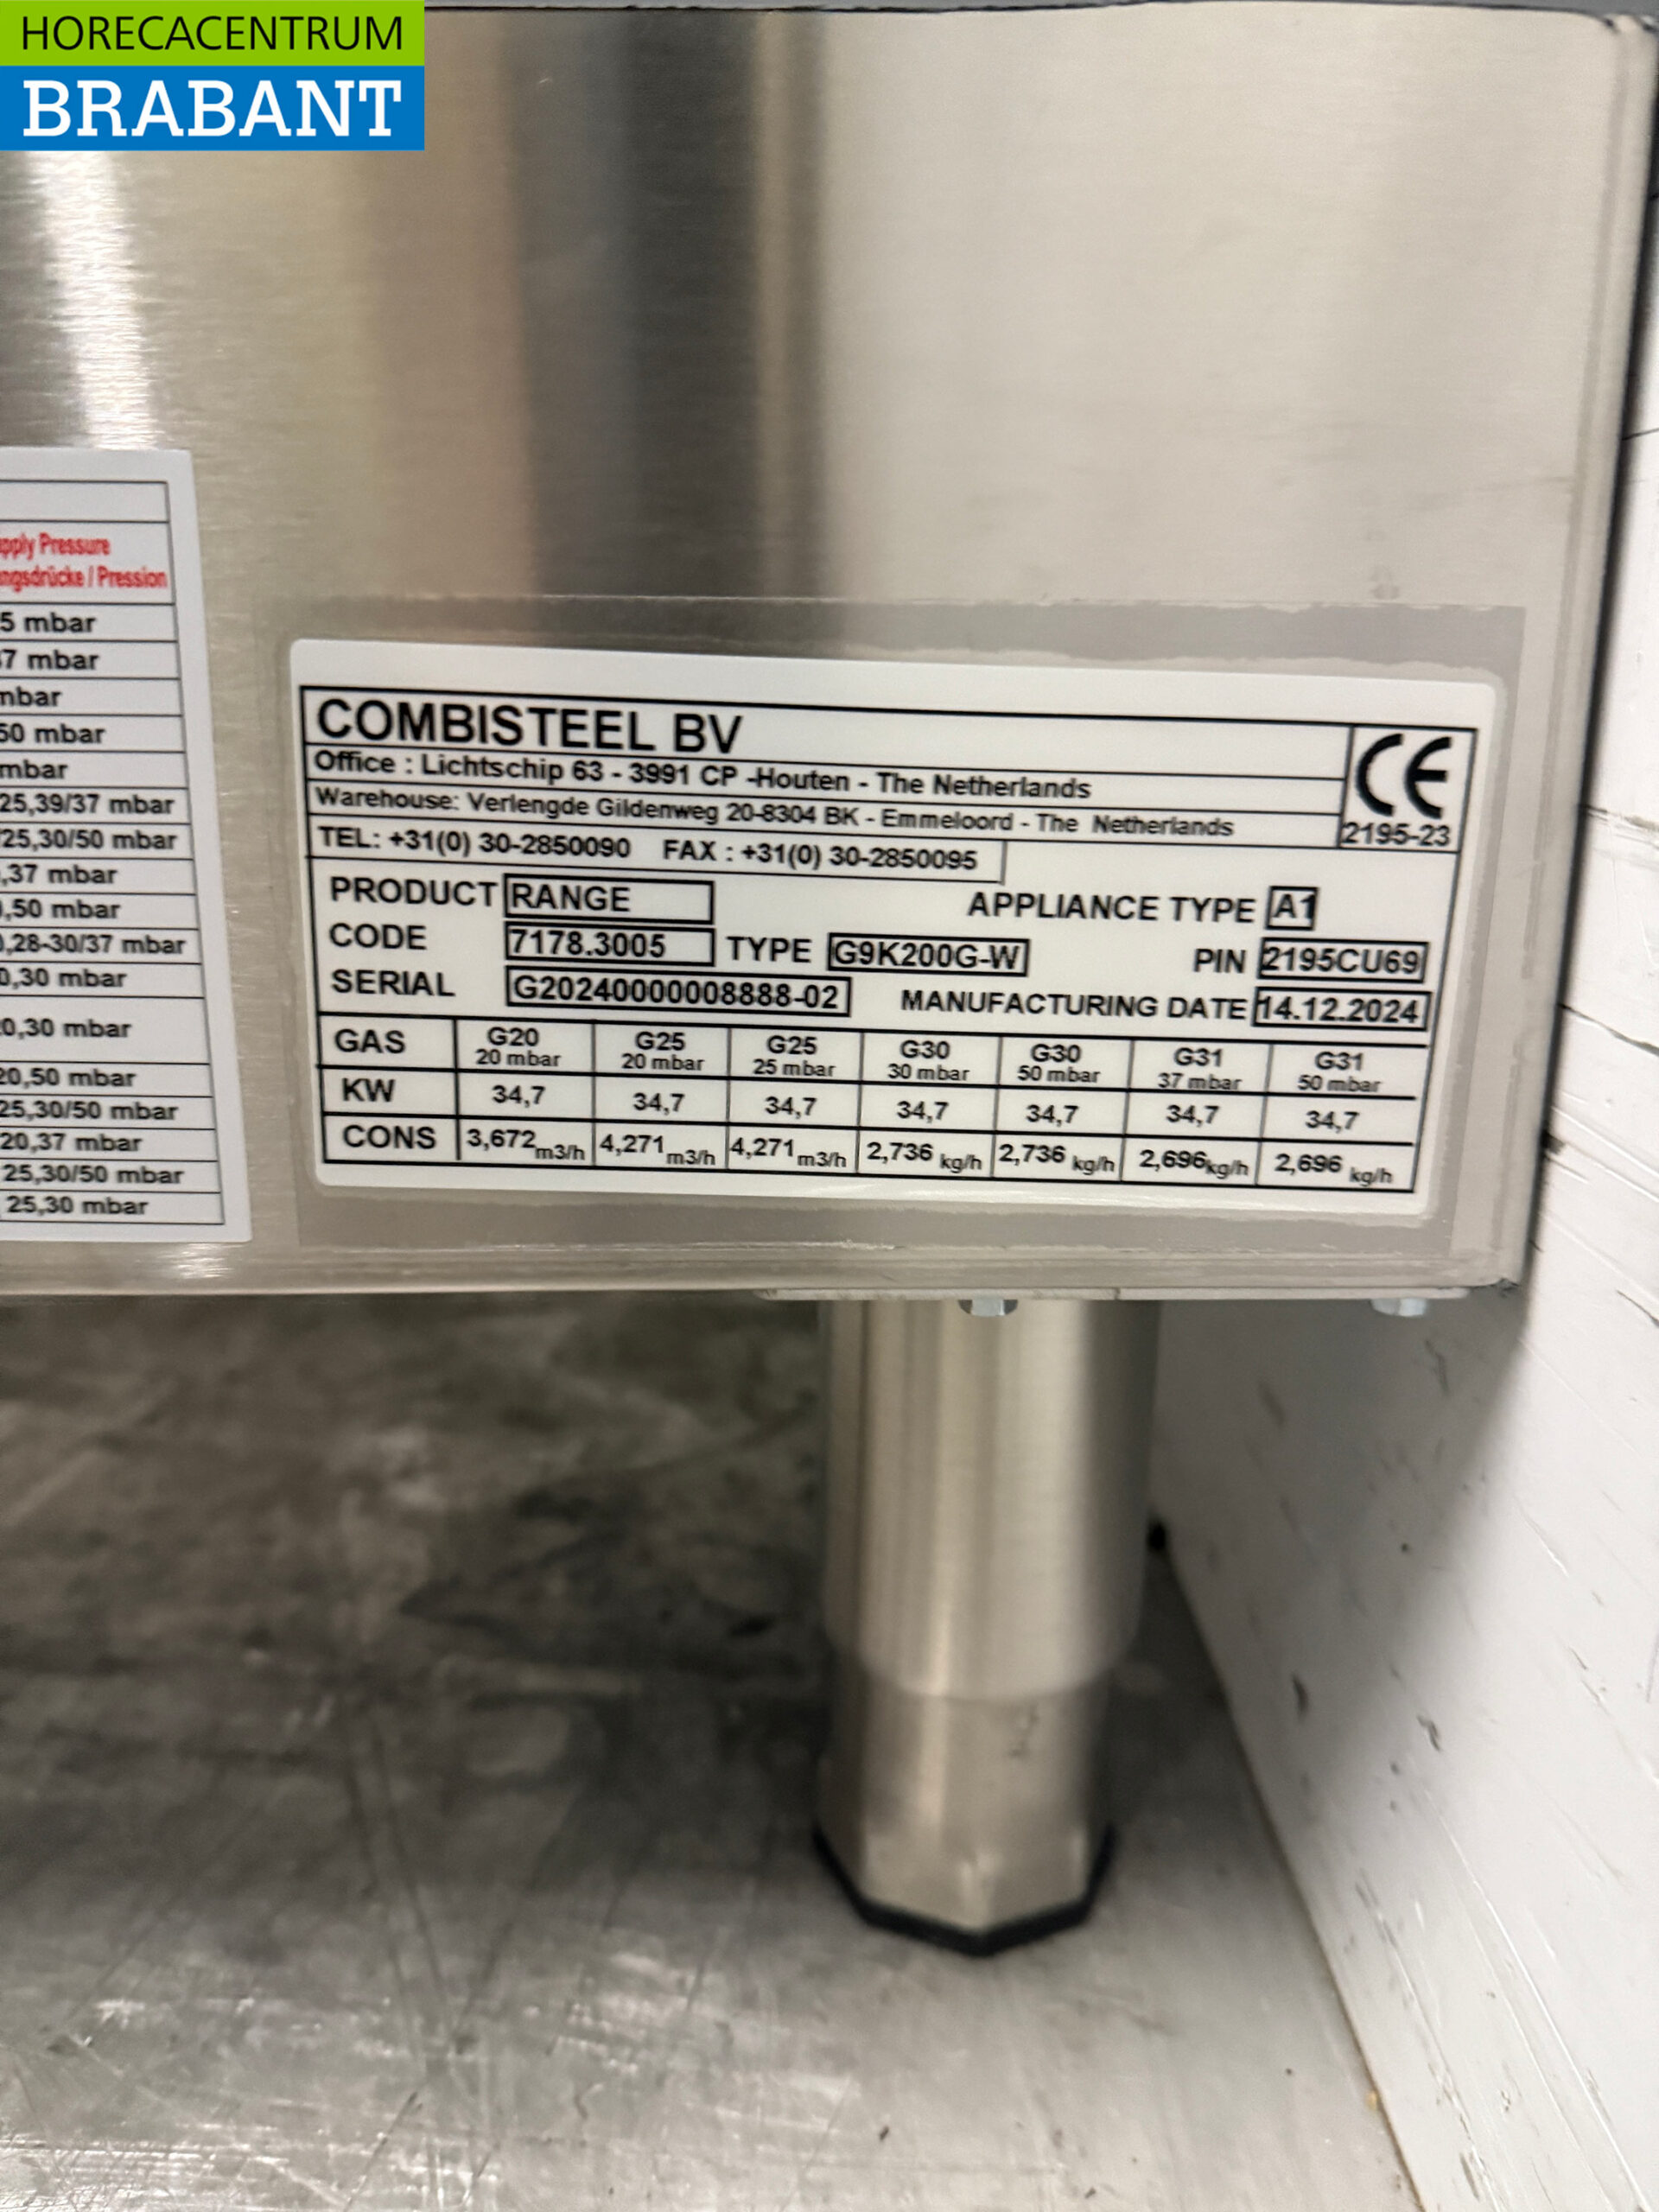 HORECACENTRUM
BRABANT
pply Pressure
ngsdrücke / Pression
5 mbar
37 mbar
mbar
50 mbar
mbar
25,39/37 mbar
25,30/50 mbar
,37 mbar
,50 mbar
,28-30/37 mbar
0,30 mbar
0,30 mbar
20,50 mbar
25,30/50 mbar
20,37 mbar
25,30/50 mbar
25,30 mbar
COMBISTEEL BV
Office : Lichtschip 63 - 3991 CP -Houten - The Netherlands
Warehouse: Verlengde Gildenweg 20-8304 BK - Emmeloord - The Netherlands
TEL: +31(0) 30-2850090 FAX : +31(0) 30-2850095
CE
2195-23
PRODUCT RANGE APPLIANCE TYPE A1
CODE 7178.3005 TYPE G9K200G-W PIN 2195CU69
SERIAL G20240000008888-02 MANUFACTURING DATE 14.12.2024
GAS G20 20 mbar G25 20 mbar G25 25 mbar G30 30 mbar G30 50 mbar G31 37 mbar G31 50 mbar
KW 34,7 34,7 34,7 34,7 34,7 34,7 34,7
CONS 3,672 m3/h 4,271 m3/h 4,271 m3/h 2,736 kg/h 2,736 kg/h 2,696 kg/h 2,696 kg/h